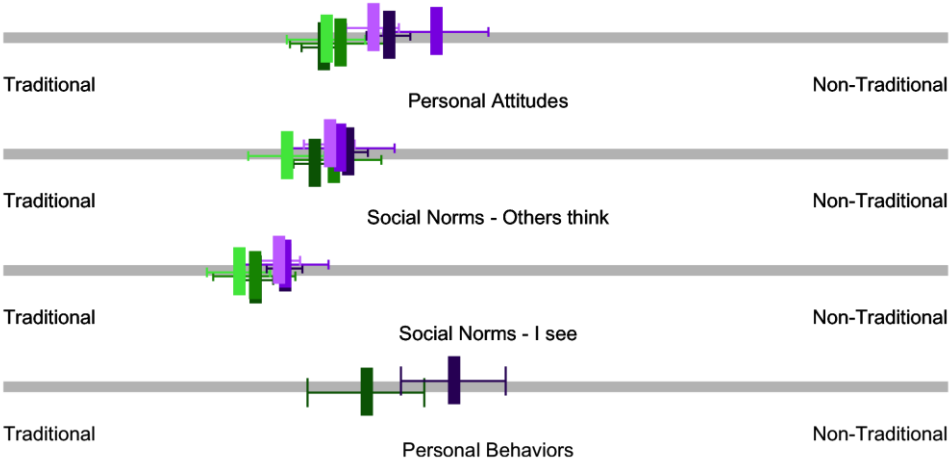 Traditional
Non-Traditional
Personal Attitudes
Traditional
Non-Traditional
Social Norms - Others think
Traditional
Non-Traditional
Social Norms - I see
Traditional
Non-Traditional
Personal Behaviors